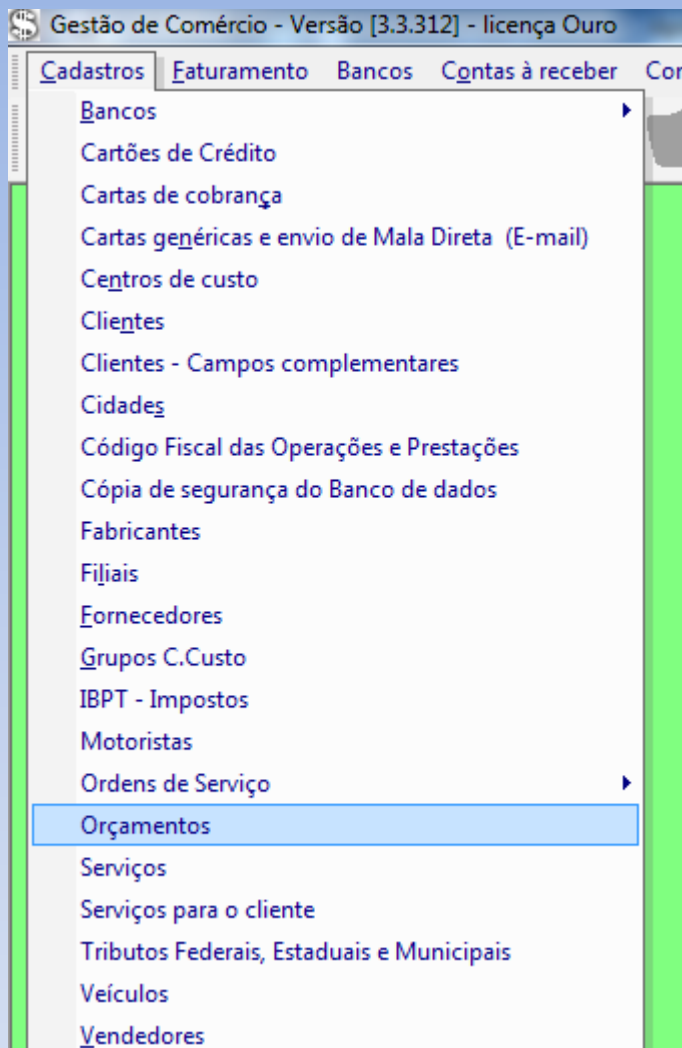 Gestão de Comércio - Versão [3.3.312] - licença Ouro
Cadastros Faturamento Bancos Contas à receber
Bancos
Cartões de Crédito
Cartas de cobrança
Cartas genéricas e envio de Mala Direta (E-mail)
Centros de custo
Clientes
Clientes - Campos complementares
Cidades
Código Fiscal das Operações e Prestações
Cópia de segurança do Banco de dados
Fabricantes
Filiais
Fornecedores
Grupos C.Custo
IBPT - Impostos
Motoristas
Ordens de Serviço
Orçamentos
Serviços
Serviços para o cliente
Tributos Federais, Estaduais e Municipais
Veículos
Vendedores